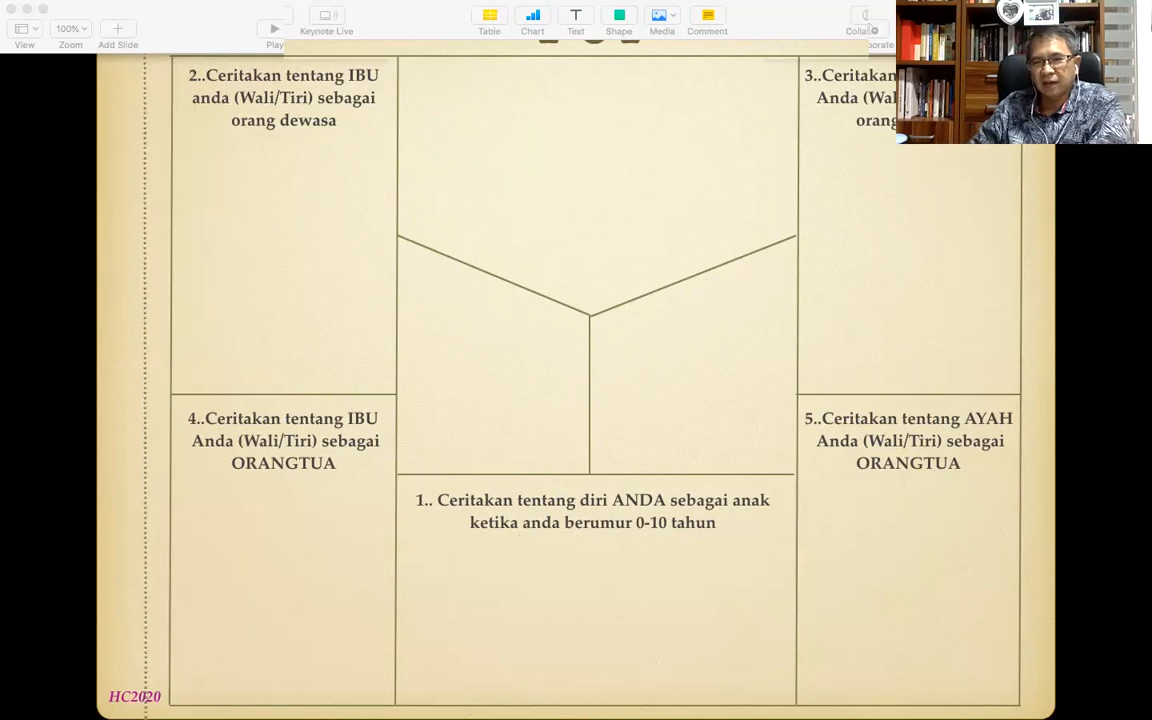 View
100%
Zoom
Add Slide
Play
Keynote Live
Table
Chart
Text
Shape
Media
Comment
2..Ceritakan tentang IBU
anda (Wali/Tiri) sebagai
orang dewasa
3..Ceritakan
Anda
4..Ceritakan tentang IBU
Anda (Wali/Tiri) sebagai
ORANGTUA
5..Ceritakan tentang AYAH
Anda (Wali/Tiri) sebagai
ORANGTUA
1.. Ceritakan tentang diri ANDA sebagai anak
ketika anda berumur 0-10 tahun
HC2020